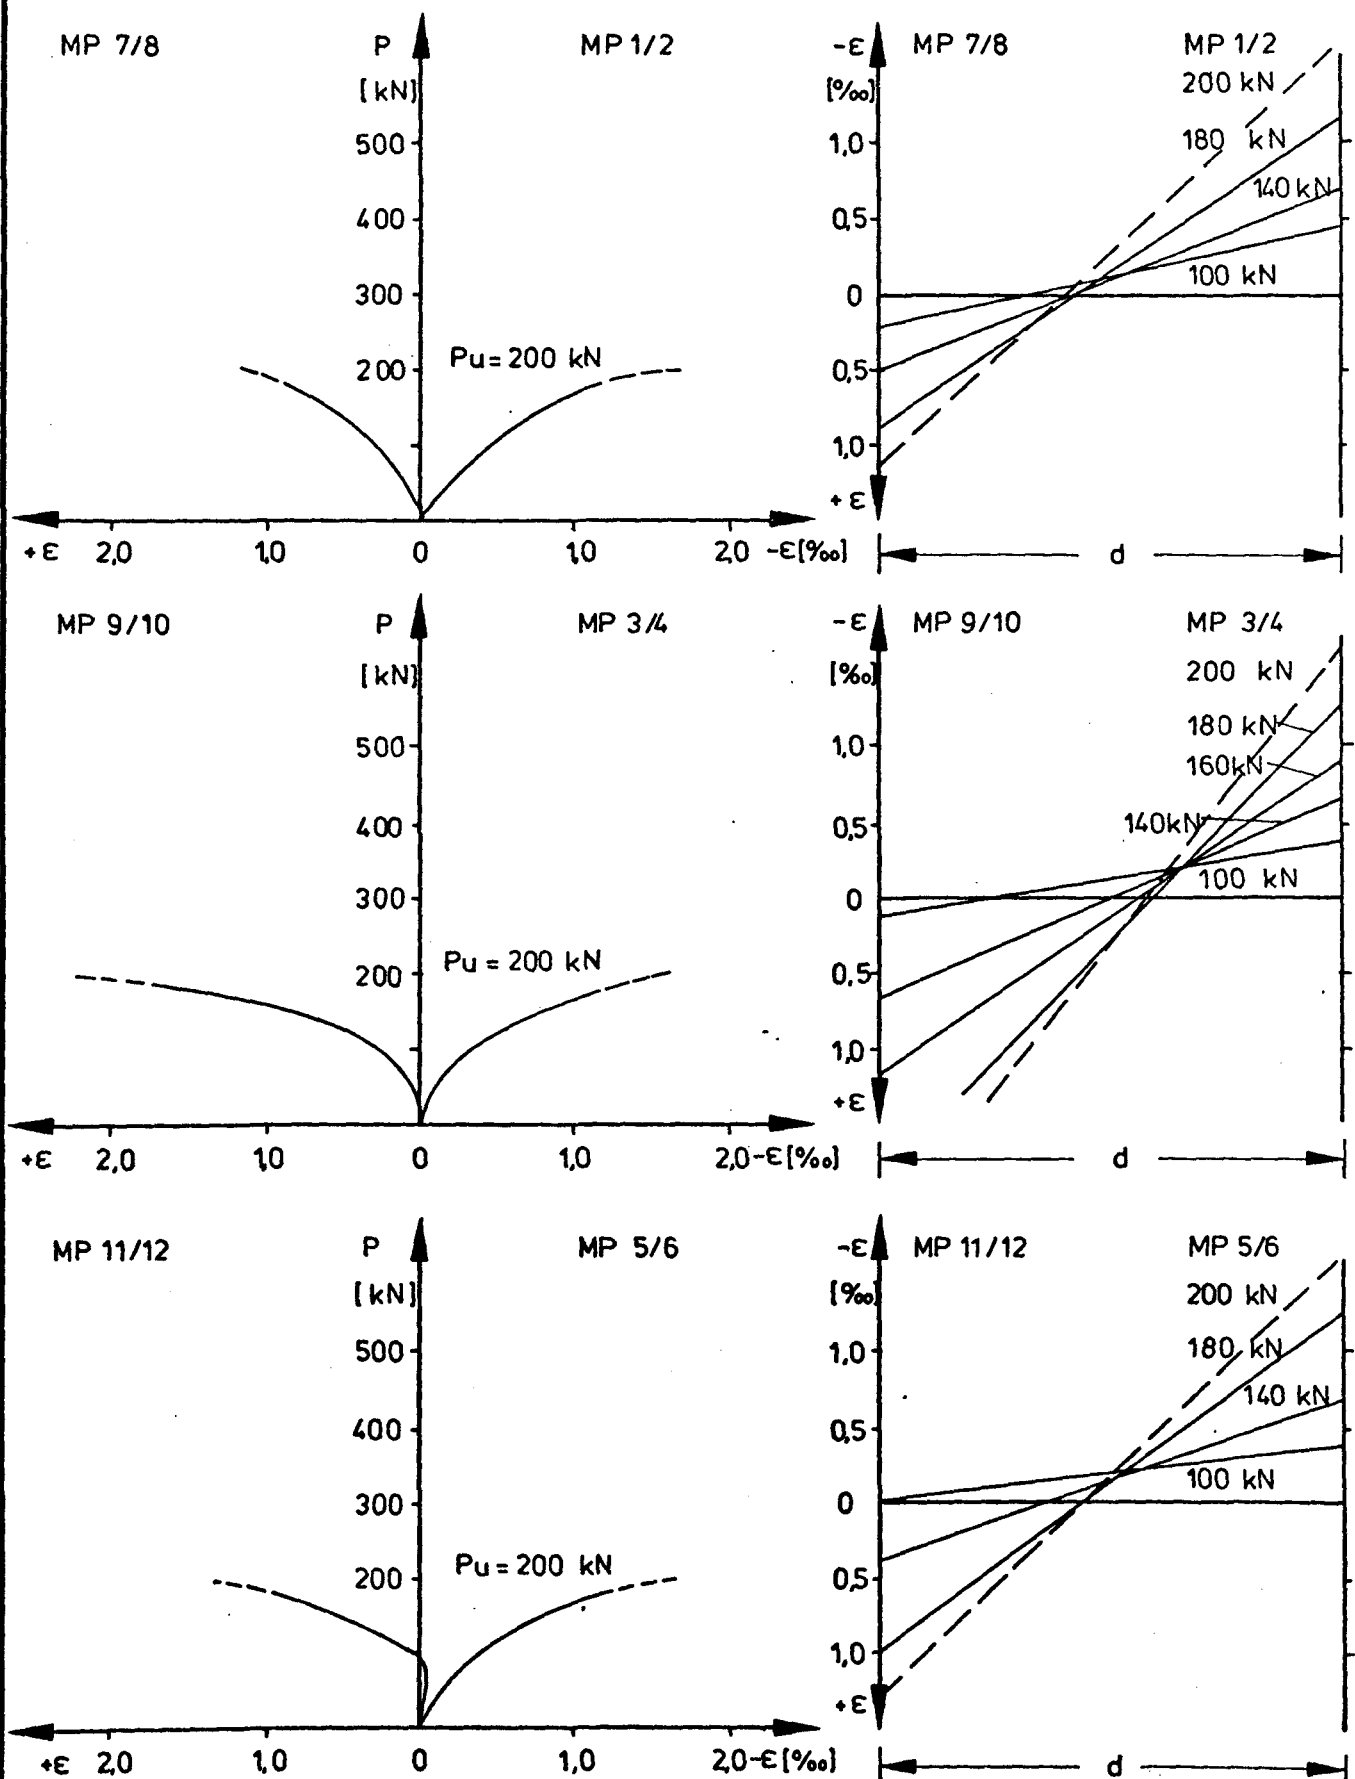 MP 7/8 P MP 1/2
[kN]
500
400
300
200 Pu = 200 kN
+ε 2,0 1,0 0 1,0 2,0 -ε[‰]
-ε MP 7/8 MP 1/2
[‰] 200 kN
1,0 180 kN
140 kN
0,5
100 kN
0
0,5
1,0
+ε
d
MP 9/10 P MP 3/4
[kN]
500
400
300
200 Pu = 200 kN
+ε 2,0 1,0 0 1,0 2,0 -ε[‰]
-ε MP 9/10 MP 3/4
[‰] 200 kN
180 kN
1,0
160 kN
0,5 140 kN
100 kN
0
0,5
1,0
+ε
d
MP 11/12 P MP 5/6
[kN]
500
400
300
200 Pu = 200 kN
+ε 2,0 1,0 0 1,0 2,0 -ε[‰]
-ε MP 11/12 MP 5/6
[‰] 200 kN
1,0 180 kN
140 kN
0,5
100 kN
0
0,5
1,0
+ε
d